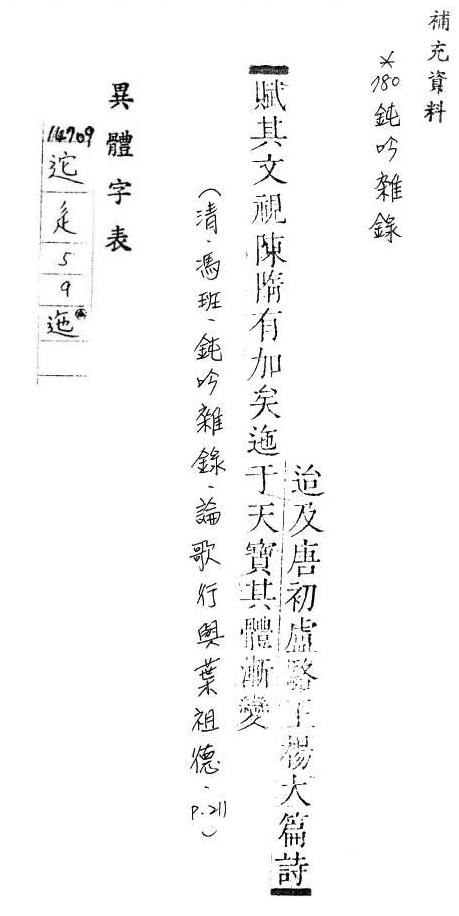 補充資料
*180鈍吟雜錄
迨及唐初盧駱王楊大篇詩
賦其文視陳隋有加矣迤于天寶其體漸變
（清．馮班．鈍吟雜錄．論歌行與葉祖德．P.211）
異體字表
14709
迱
辵
5
9
迤